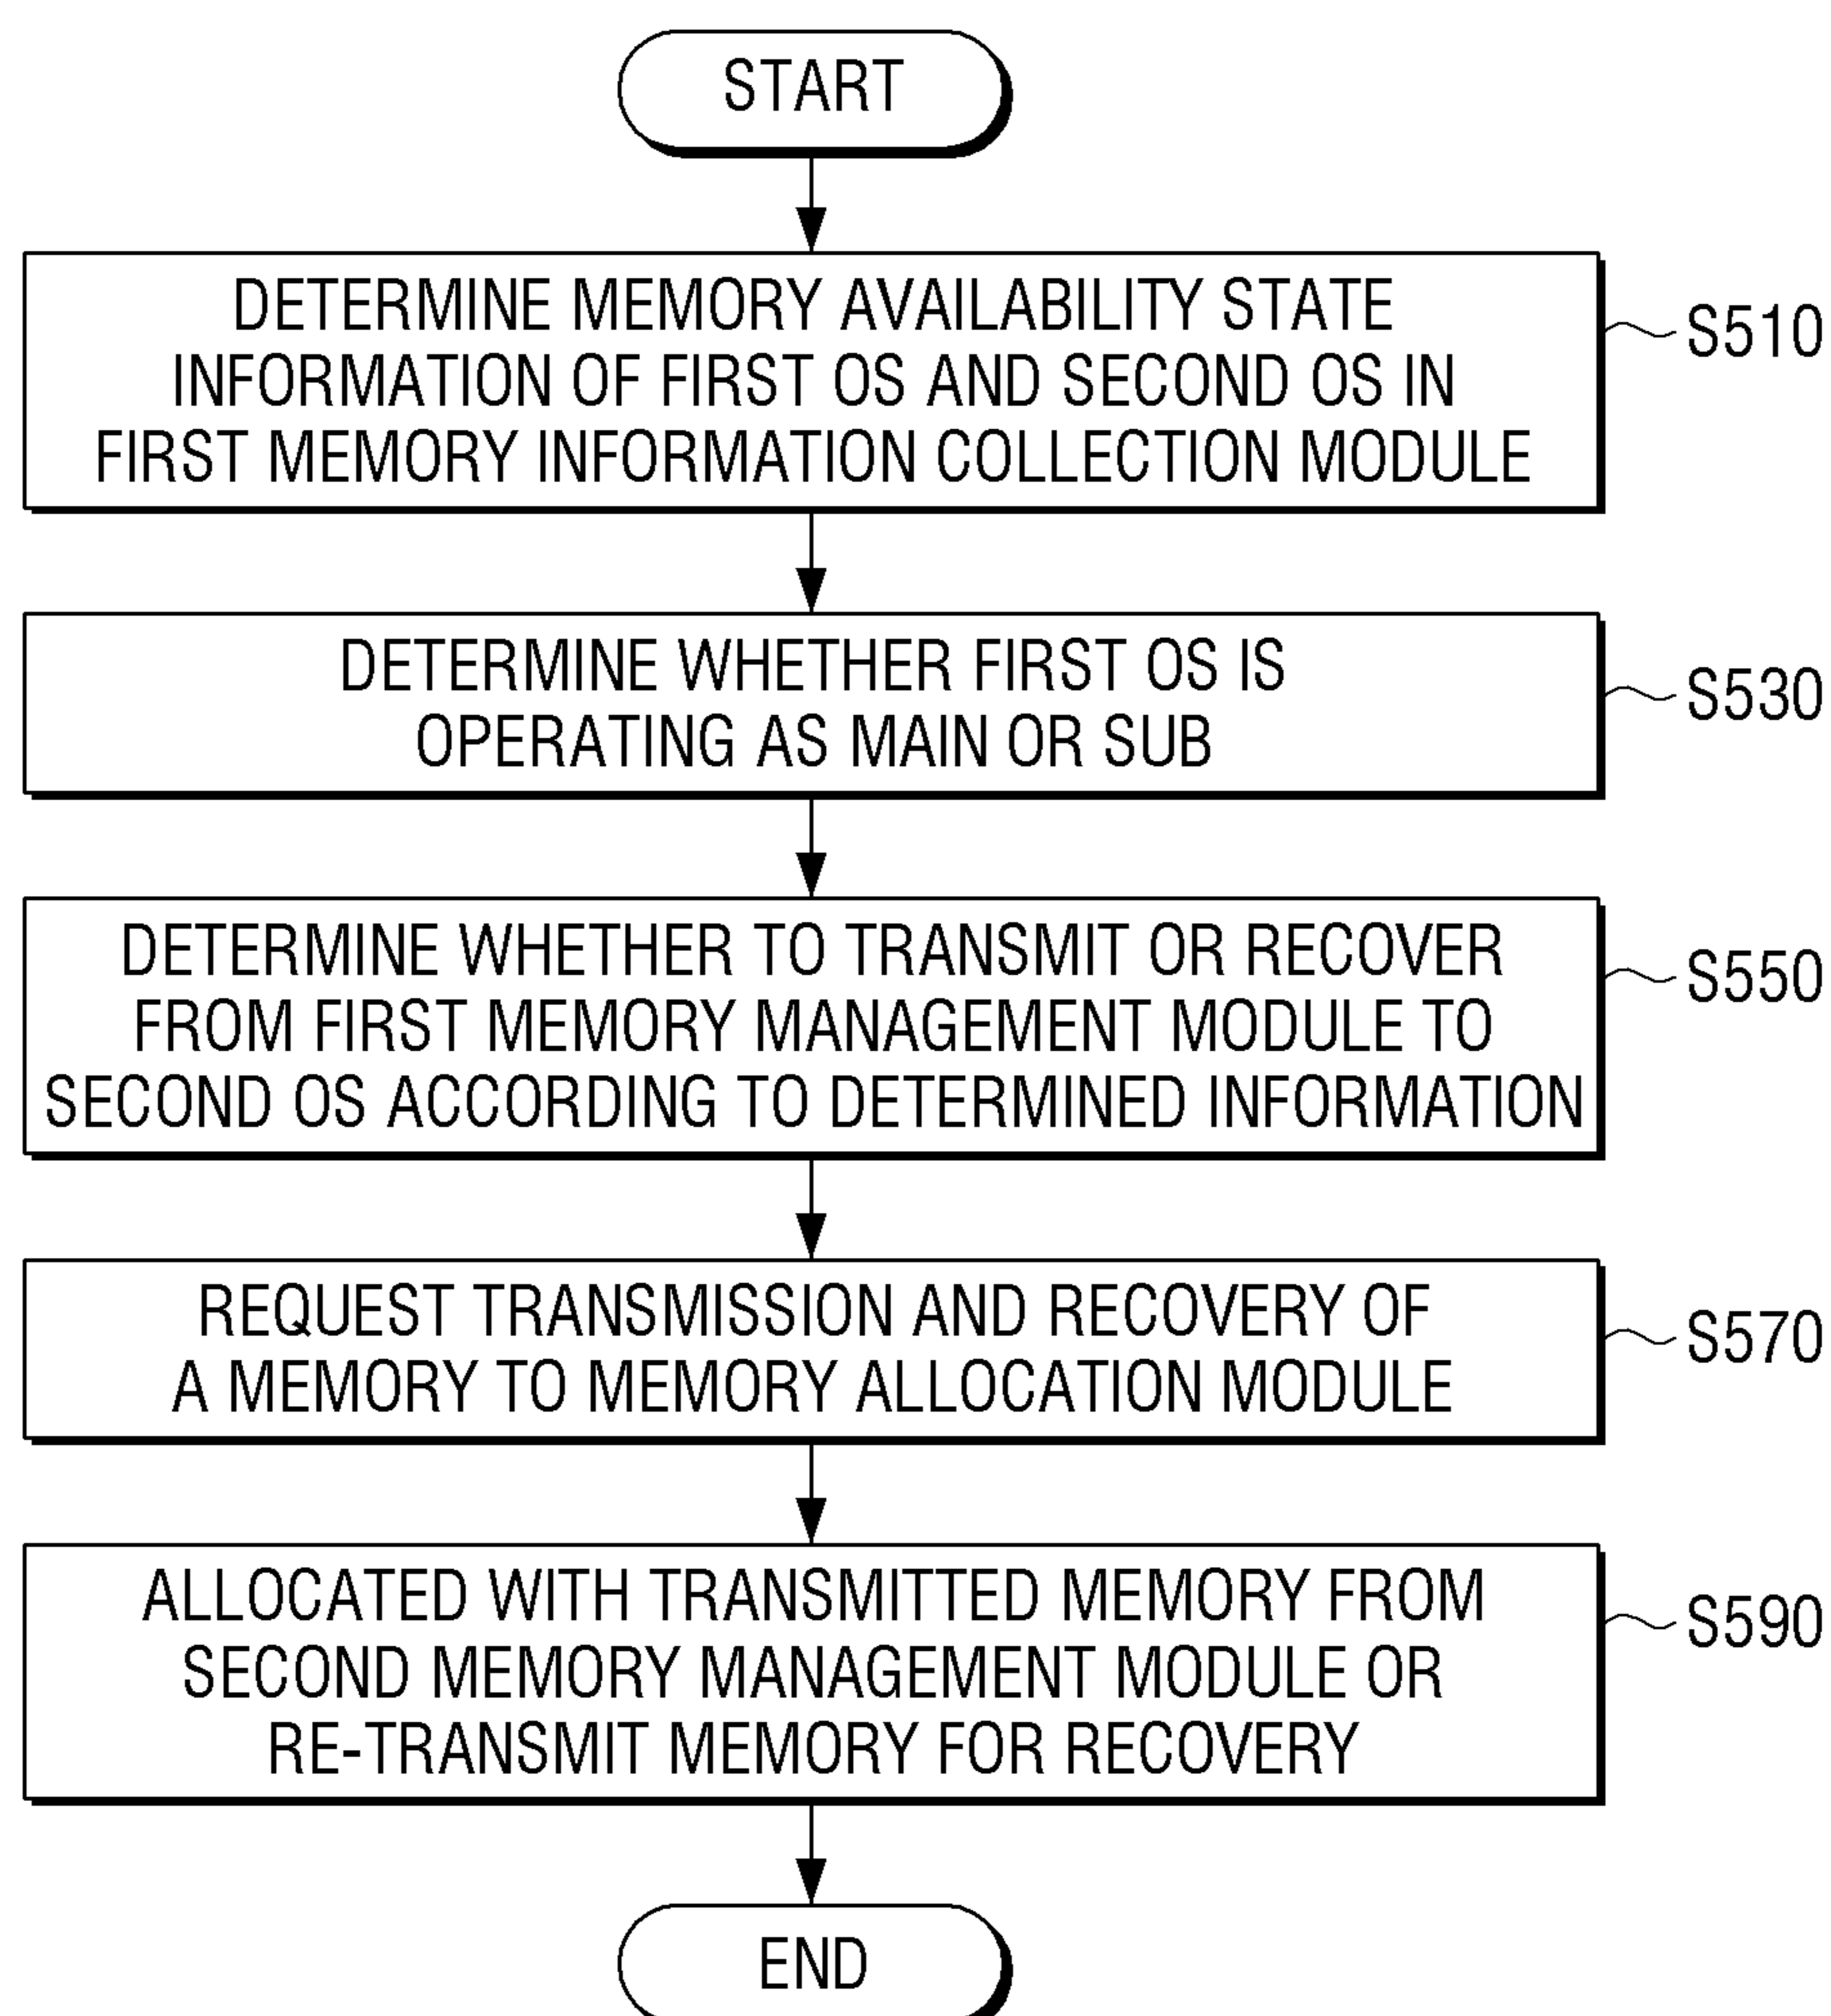 START
DETERMINE MEMORY AVAILABILITY STATE
INFORMATION OF FIRST OS AND SECOND OS IN
FIRST MEMORY INFORMATION COLLECTION MODULE
S510
DETERMINE WHETHER FIRST OS IS
OPERATING AS MAIN OR SUB
S530
DETERMINE WHETHER TO TRANSMIT OR RECOVER
FROM FIRST MEMORY MANAGEMENT MODULE TO
SECOND OS ACCORDING TO DETERMINED INFORMATION
S550
REQUEST TRANSMISSION AND RECOVERY OF
A MEMORY TO MEMORY ALLOCATION MODULE
S570
ALLOCATED WITH TRANSMITTED MEMORY FROM
SECOND MEMORY MANAGEMENT MODULE OR
RE-TRANSMIT MEMORY FOR RECOVERY
S590
END